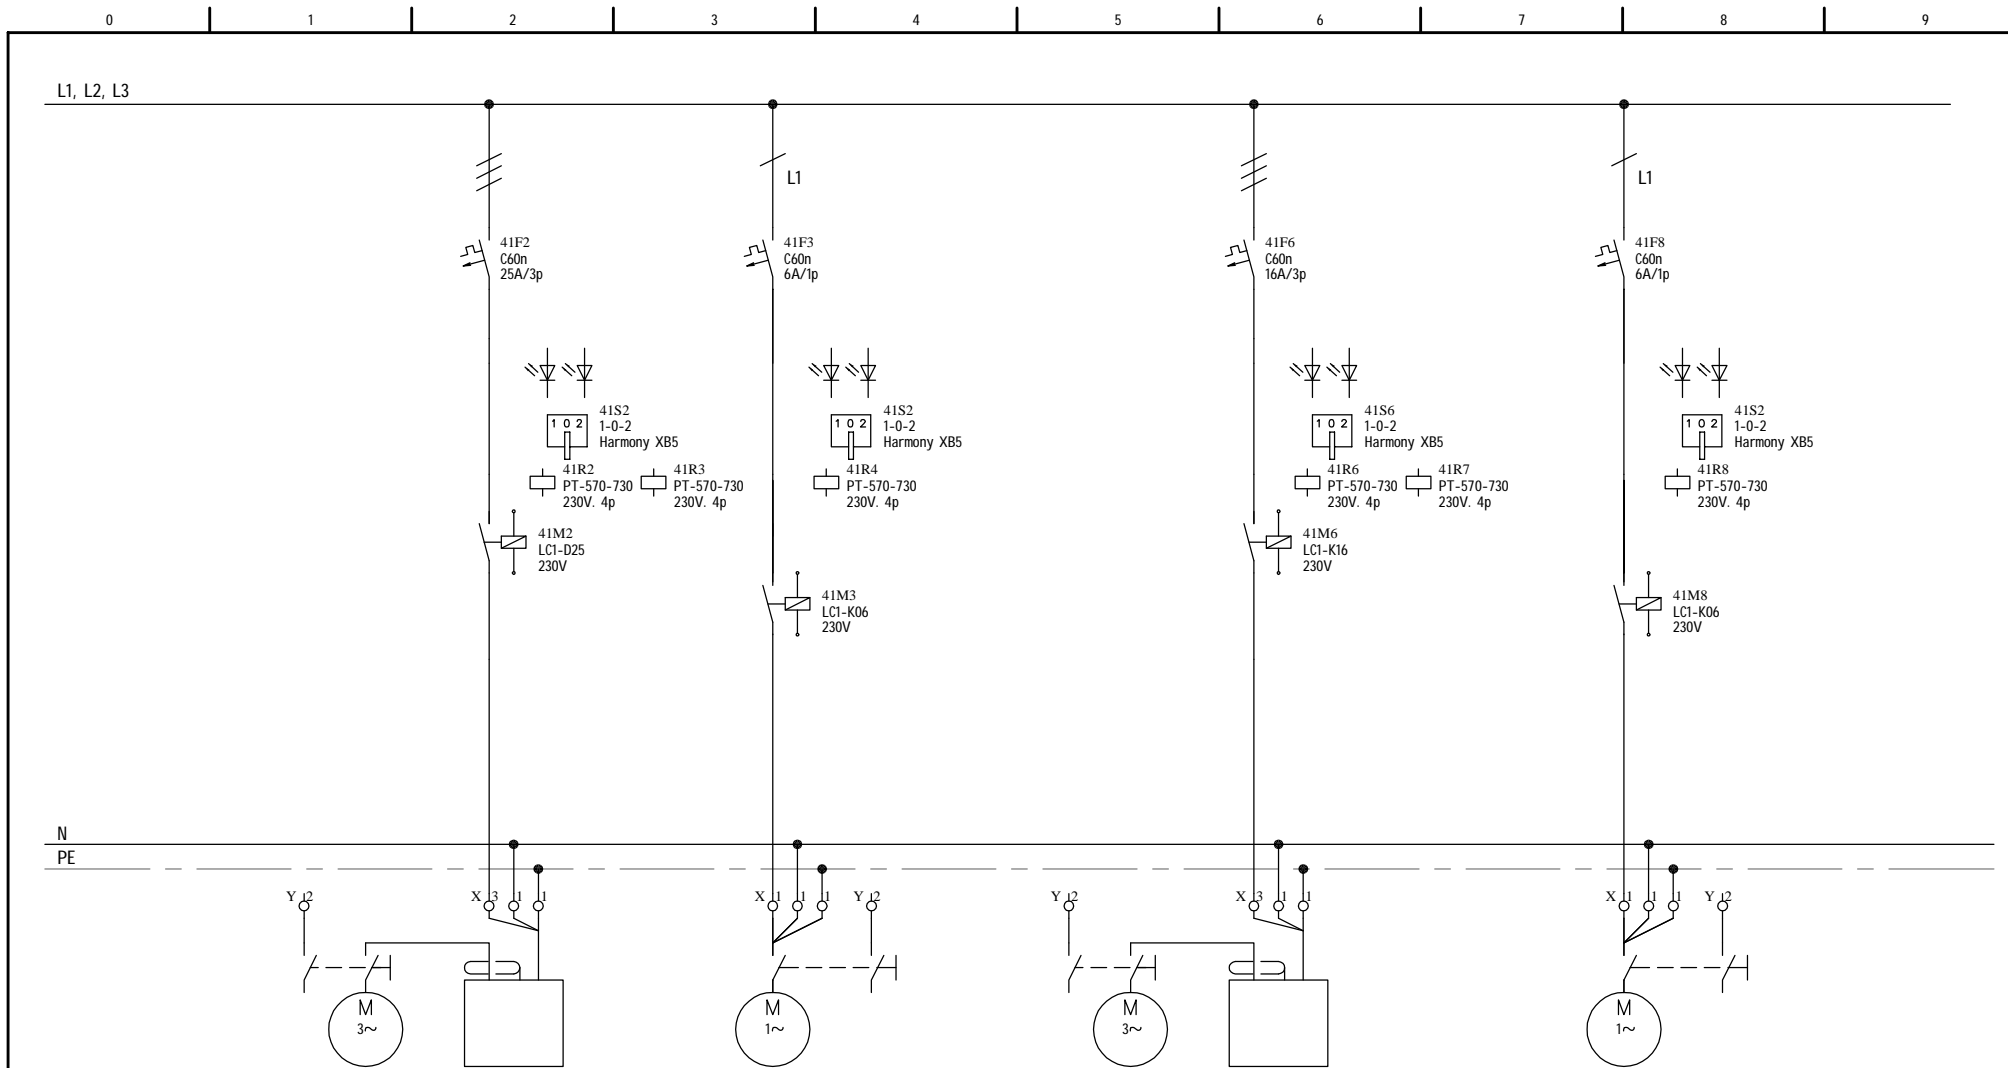 0 1 2 3 4 5 6 7 8 9
L1, L2, L3
L1
L1
41F2
C60n
25A/3p
41F3
C60n
6A/1p
41F6
C60n
16A/3p
41F8
C60n
6A/1p
1 0 2
41S2
1-0-2
Harmony XB5
1 0 2
41S2
1-0-2
Harmony XB5
1 0 2
41S6
1-0-2
Harmony XB5
1 0 2
41S2
1-0-2
Harmony XB5
41R2
PT-570-730
230V. 4p
41R3
PT-570-730
230V. 4p
41R4
PT-570-730
230V. 4p
41R6
PT-570-730
230V. 4p
41R7
PT-570-730
230V. 4p
41R8
PT-570-730
230V. 4p
41M2
LC1-D25
230V
41M3
LC1-K06
230V
41M6
LC1-K16
230V
41M8
LC1-K06
230V
N
PE
Y 2 X 3 1 1 X 1 1 1 Y 2 Y 2 X 3 1 1 X 1 1 1 Y 2
M
3~
M
1~
M
3~
M
1~